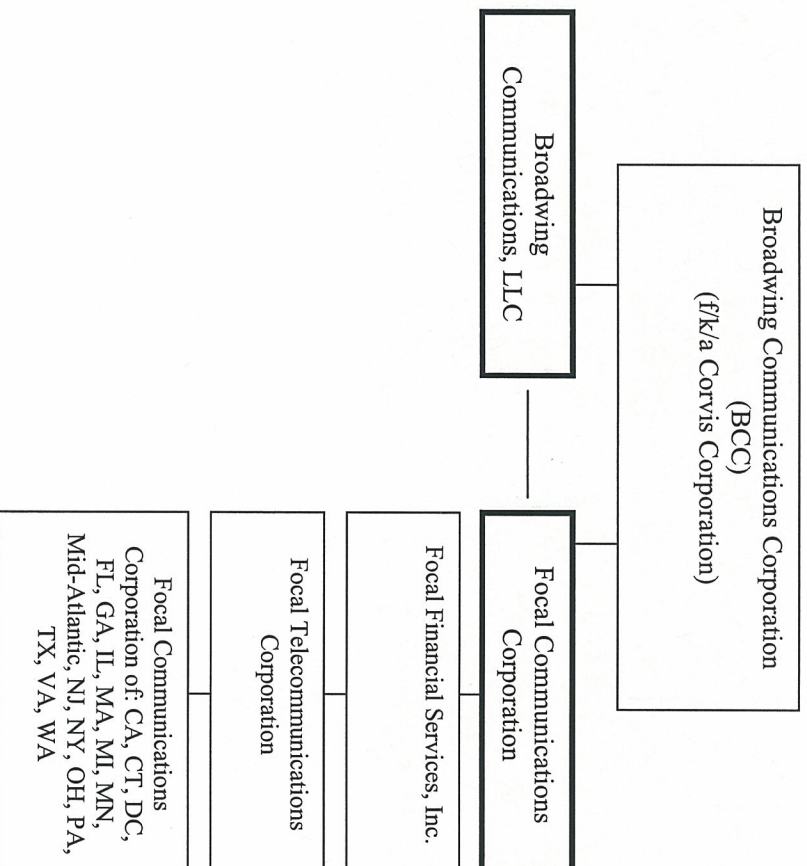 Broadwing Communications Corporation
(BCC)
(f/k/a Corvis Corporation)
Broadwing
Communications, LLC
Focal Communications
Corporation
Focal Financial Services, Inc.
Focal Telecommunications
Corporation
Focal Communications
Corporation of: CA, CT, DC,
FL, GA, IL, MA, MI, MN,
Mid-Atlantic, NJ, NY, OH, PA,
TX, VA, WA